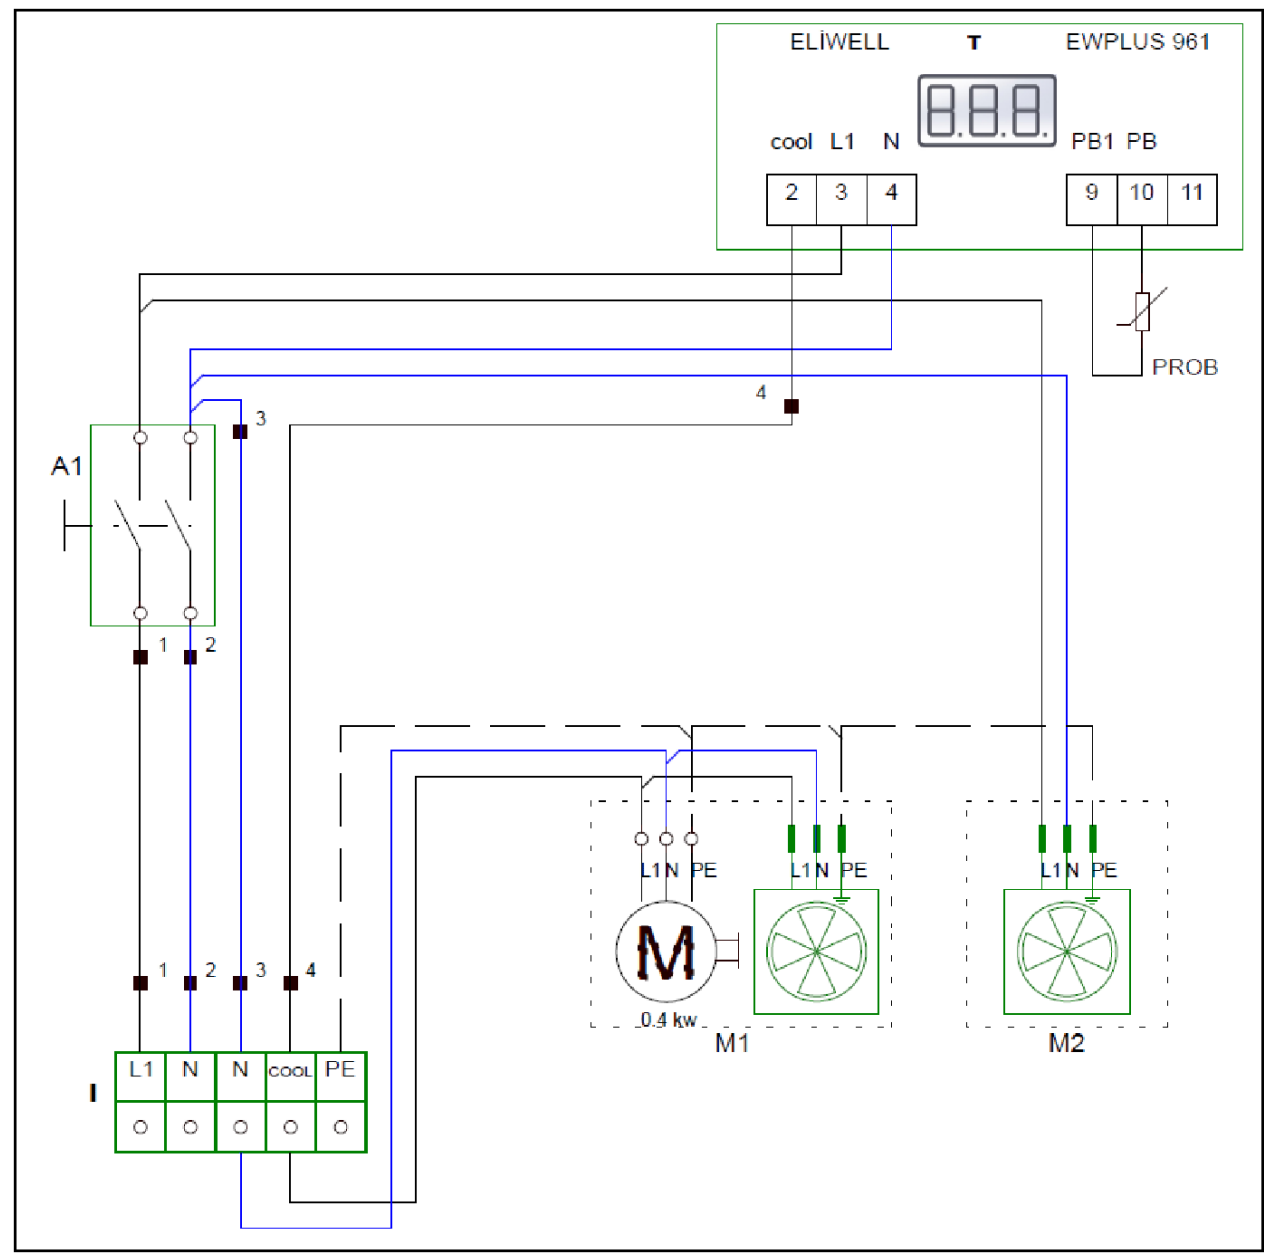 ELİWELL T EWPLUS 961
cool L1 N PB1 PB
2 3 4 9 10 11
PROB
4
3
A1
1 2
L1 N PE L1 N PE L1 N PE
M
1 2 3 4
0.4 kw
M1 M2
L1 N N COOL PE
I